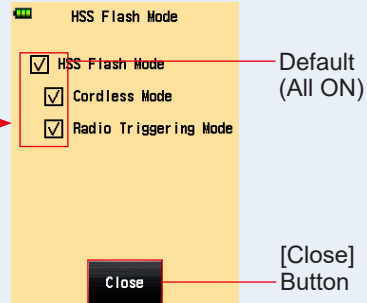 HSS Flash Mode
HSS Flash Mode
Default
(All ON)
Cordless Mode
Radio Triggering Mode
[Close]
Button
Close